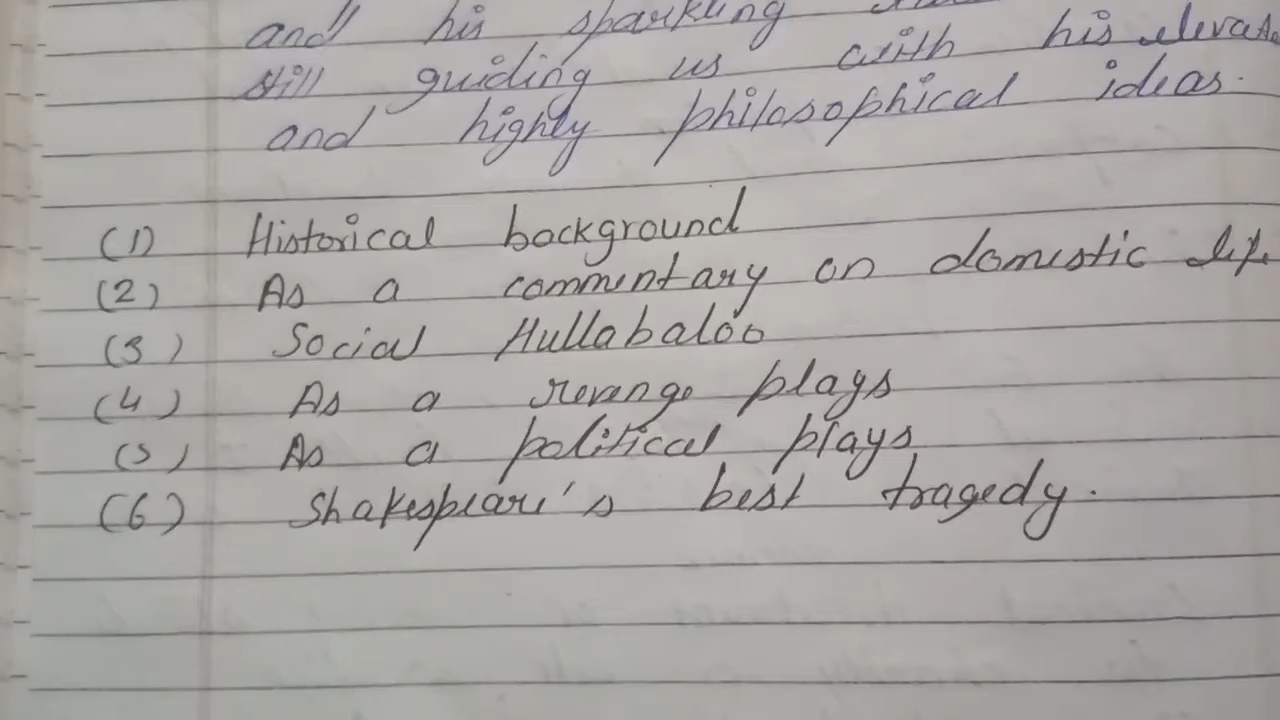 and his sparkling
still guiding us with his
and highly philosophical ideas.
(1) Historical background
(2) As a commentary on domestic life
(3) Social Hullabaloo
(4) As a revenge plays
(5) As a political plays
(6) Shakespeare's best tragedy.